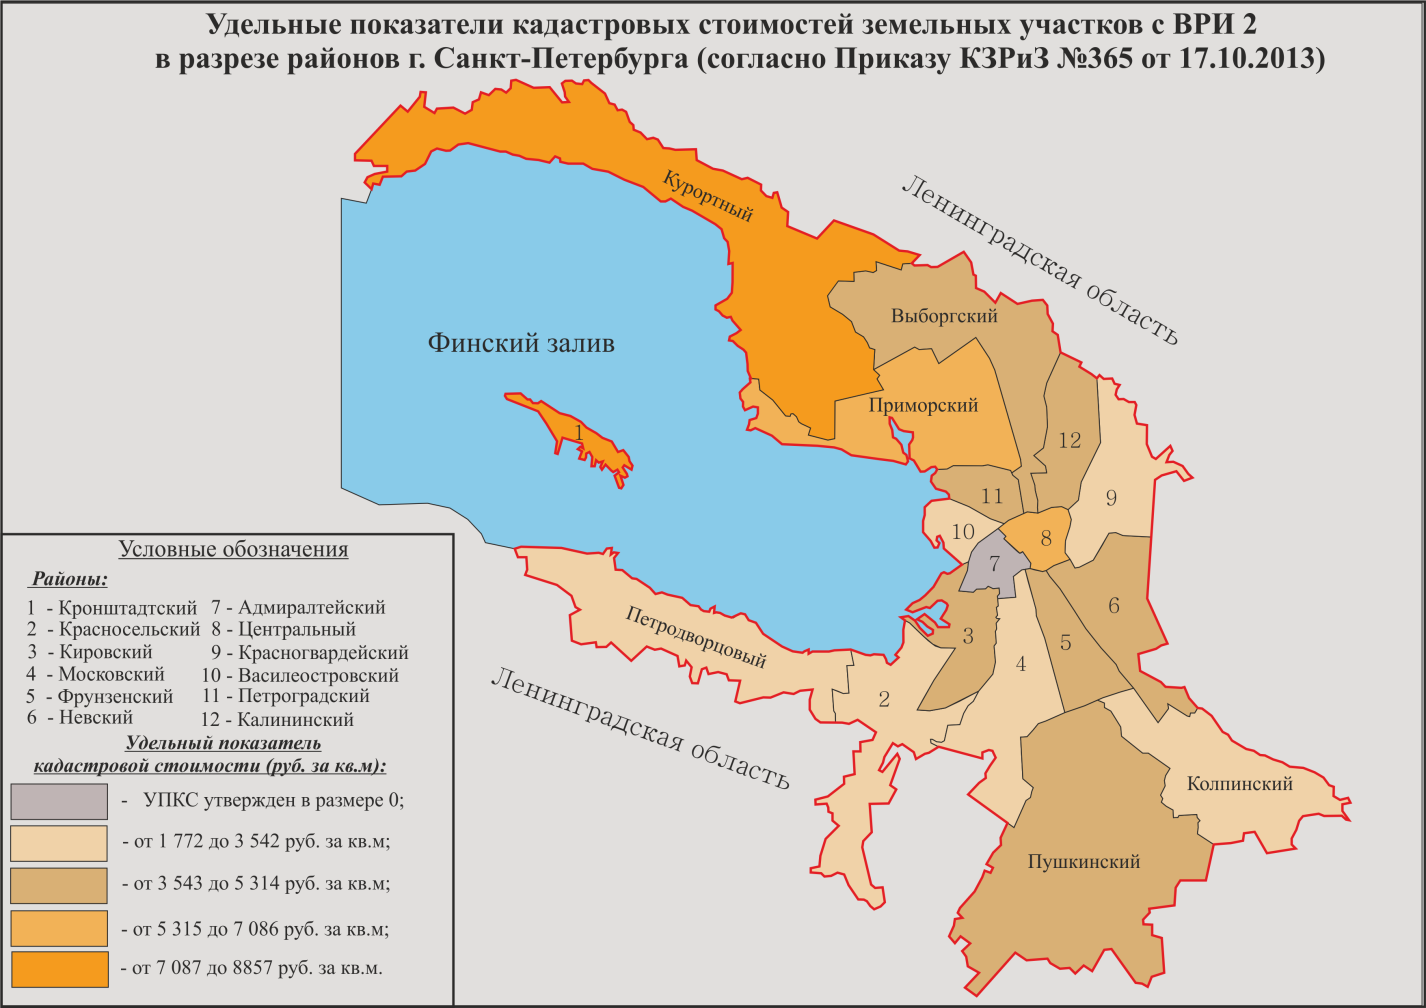 Удельные показатели кадастровых стоимостей земельных участков с ВРИ 2
в разрезе районов г. Санкт-Петербурга (согласно Приказу КЗРиЗ №365 от 17.10.2013)
Ленинградская область
Курортный
Выборгский
Финский залив
Приморский
1
12
9
11
10
8
7
6
3
5
4
2
Петродворцовый
Ленинградская область
Колпинский
Пушкинский
Условные обозначения
Районы:
1 - Кронштадтский 7 - Адмиралтейский
2 - Красносельский 8 - Центральный
3 - Кировский 9 - Красногвардейский
4 - Московский 10 - Василеостровский
5 - Фрунзенский 11 - Петроградский
6 - Невский 12 - Калининский
Удельный показатель
кадастровой стоимости (руб. за кв.м):
- УПКС утвержден в размере 0;
- от 1 772 до 3 542 руб. за кв.м;
- от 3 543 до 5 314 руб. за кв.м;
- от 5 315 до 7 086 руб. за кв.м;
- от 7 087 до 8857 руб. за кв.м.